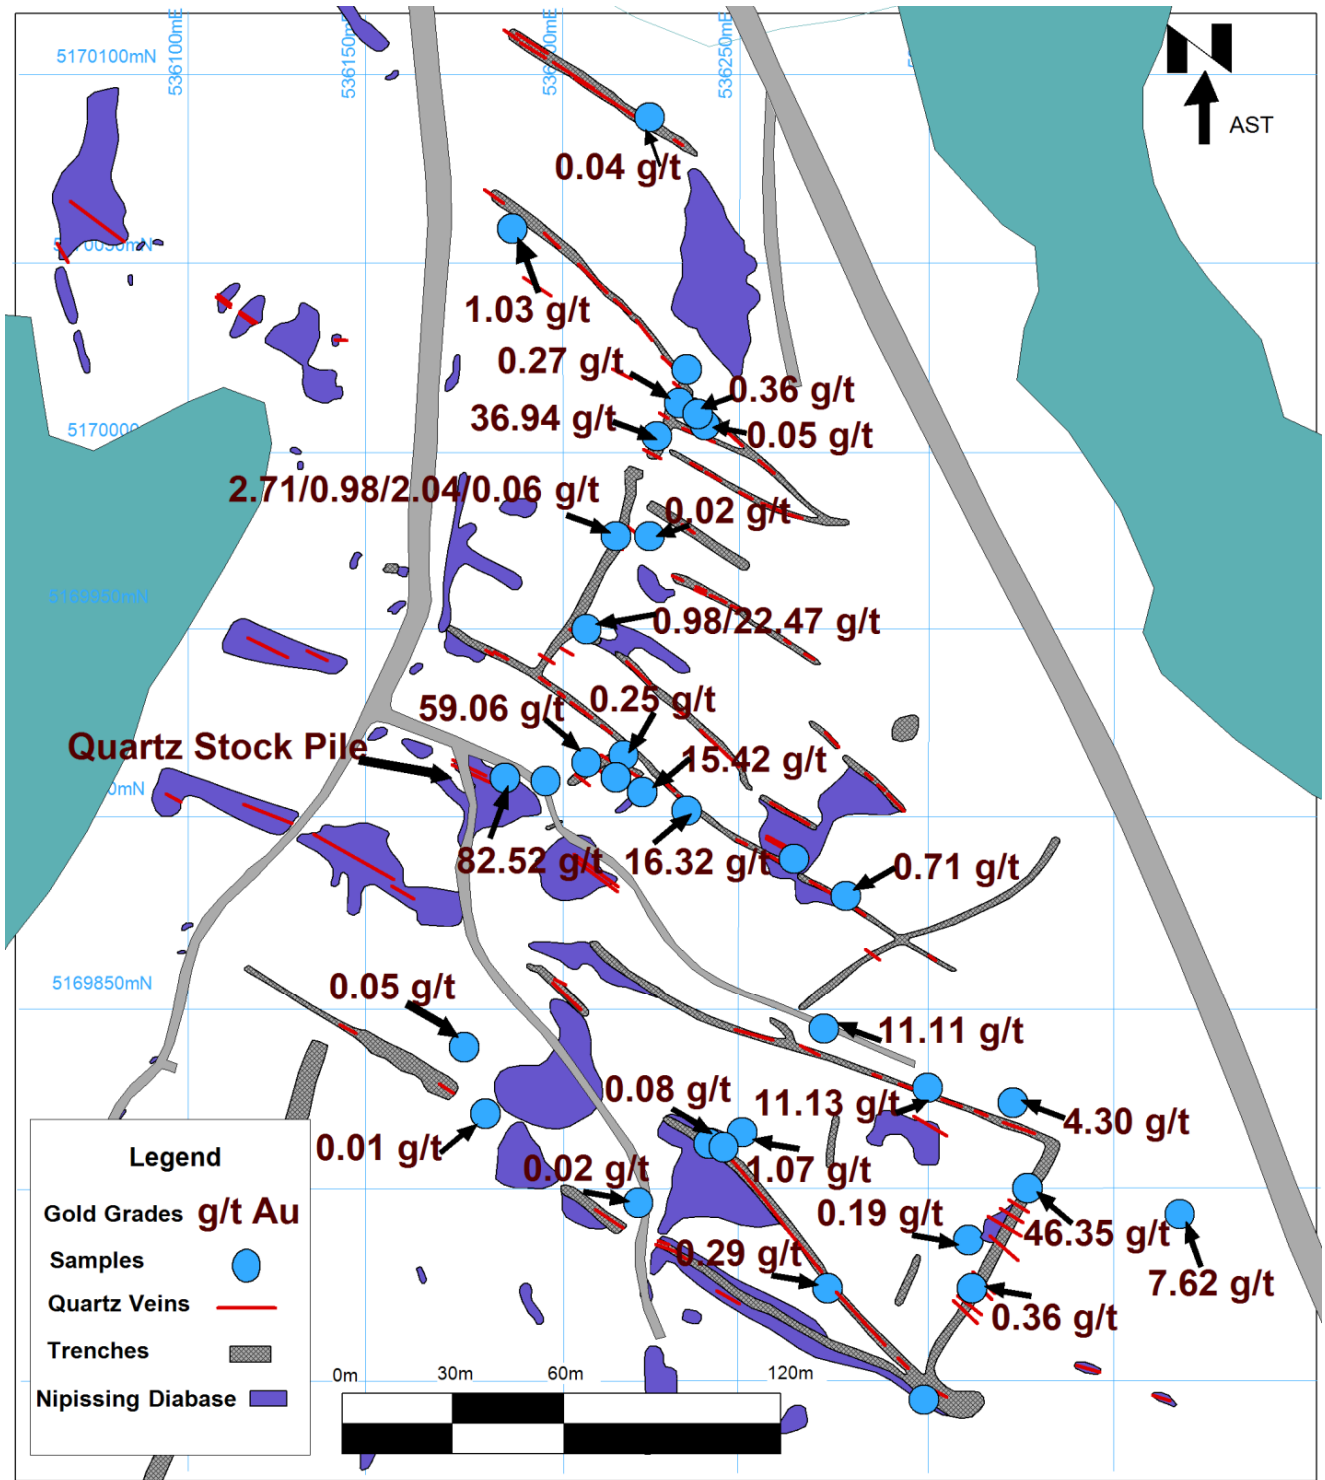 5170100mN
536100mE
536150mE
536250mE
N
AST
0.04 g/t
1.03 g/t
0.27 g/t
0.36 g/t
36.94 g/t
0.05 g/t
2.71/0.98/2.04/0.06 g/t
0.02 g/t
5169950mN
0.98/22.47 g/t
59.06 g/t
0.25 g/t
Quartz Stock Pile
15.42 g/t
82.52 g/t
16.32 g/t
0.71 g/t
5169850mN
0.05 g/t
11.11 g/t
0.08 g/t
11.13 g/t
4.30 g/t
0.01 g/t
1.07 g/t
0.02 g/t
0.19 g/t
46.35 g/t
0.29 g/t
7.62 g/t
0.36 g/t
Legend
Gold Grades g/t Au
Samples
Quartz Veins
Trenches
Nipissing Diabase
0m 30m 60m 120m